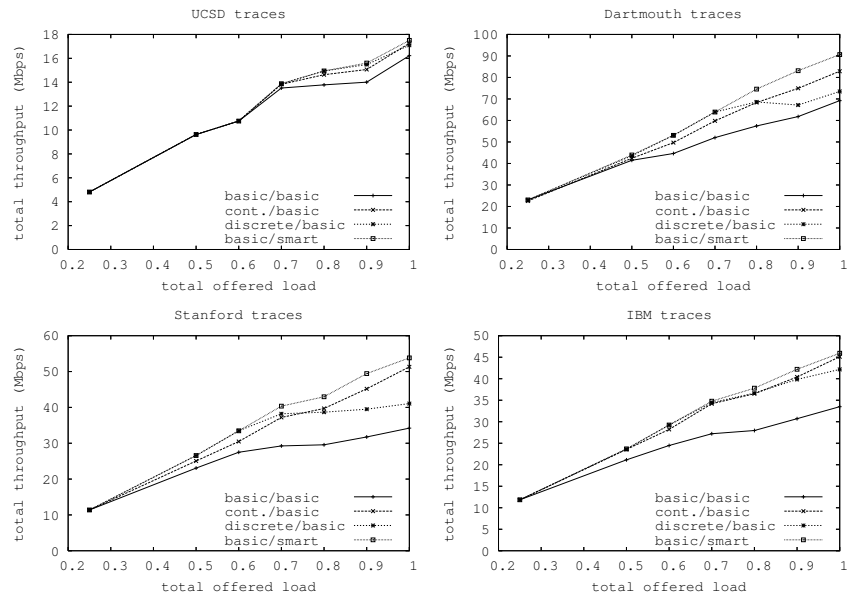 UCSD traces
total throughput (Mbps)
18
16
14
12
10
8
6
4
2
0
basic/basic
cont./basic
discrete/basic
basic/smart
0.2 0.3 0.4 0.5 0.6 0.7 0.8 0.9 1
total offered load
Dartmouth traces
total throughput (Mbps)
100
90
80
70
60
50
40
30
20
10
0
basic/basic
cont./basic
discrete/basic
basic/smart
0.2 0.3 0.4 0.5 0.6 0.7 0.8 0.9 1
total offered load
Stanford traces
total throughput (Mbps)
60
50
40
30
20
10
0
basic/basic
cont./basic
discrete/basic
basic/smart
0.2 0.3 0.4 0.5 0.6 0.7 0.8 0.9 1
total offered load
IBM traces
total throughput (Mbps)
50
45
40
35
30
25
20
15
10
5
0
basic/basic
cont./basic
discrete/basic
basic/smart
0.2 0.3 0.4 0.5 0.6 0.7 0.8 0.9 1
total offered load